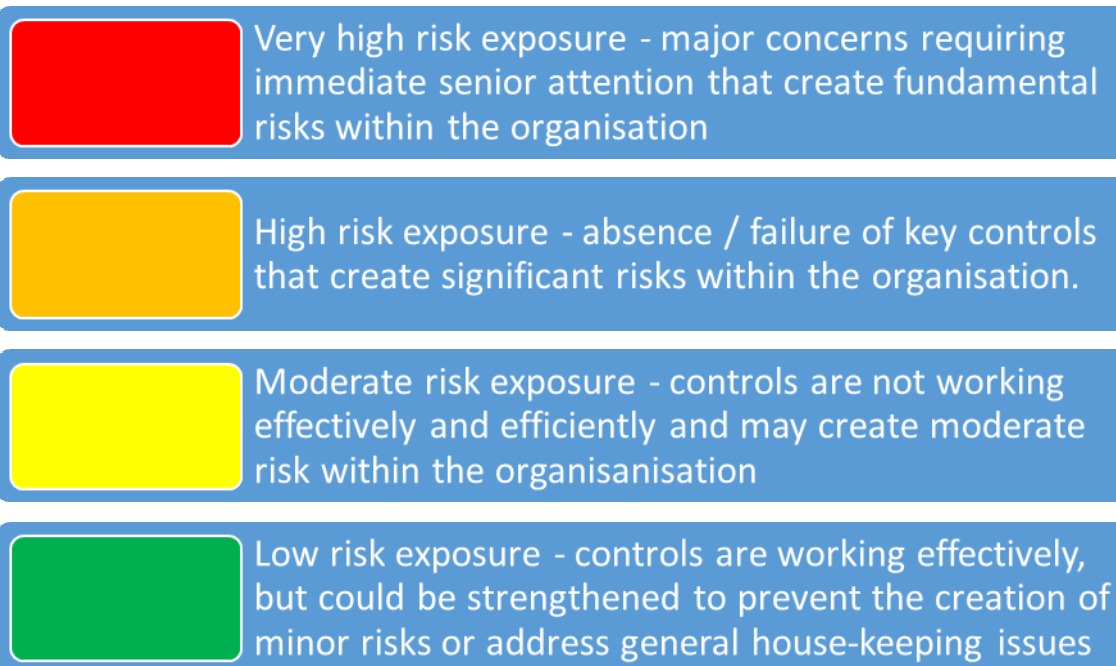 Very high risk exposure - major concerns requiring
immediate senior attention that create fundamental
risks within the organisation
High risk exposure - absence / failure of key controls
that create significant risks within the organisation.
Moderate risk exposure - controls are not working
effectively and efficiently and may create moderate
risk within the organisanisation
Low risk exposure - controls are working effectively,
but could be strengthened to prevent the creation of
minor risks or address general house-keeping issues